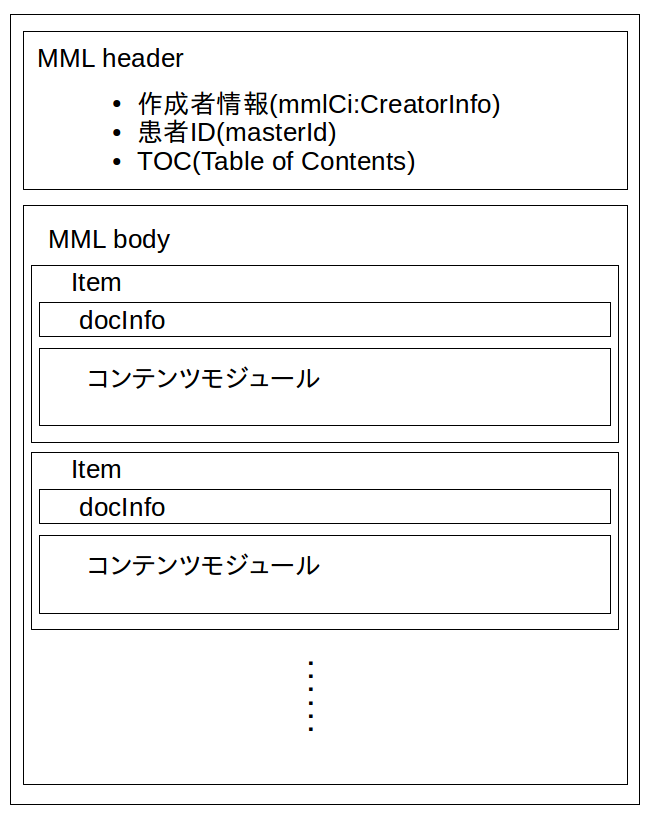 MML header
• 作成者情報(mmlCi:CreatorInfo)
• 患者ID(masterId)
• TOC(Table of Contents)
MML body
Item
docInfo
コンテンツモジュール
Item
docInfo
コンテンツモジュール
⋮